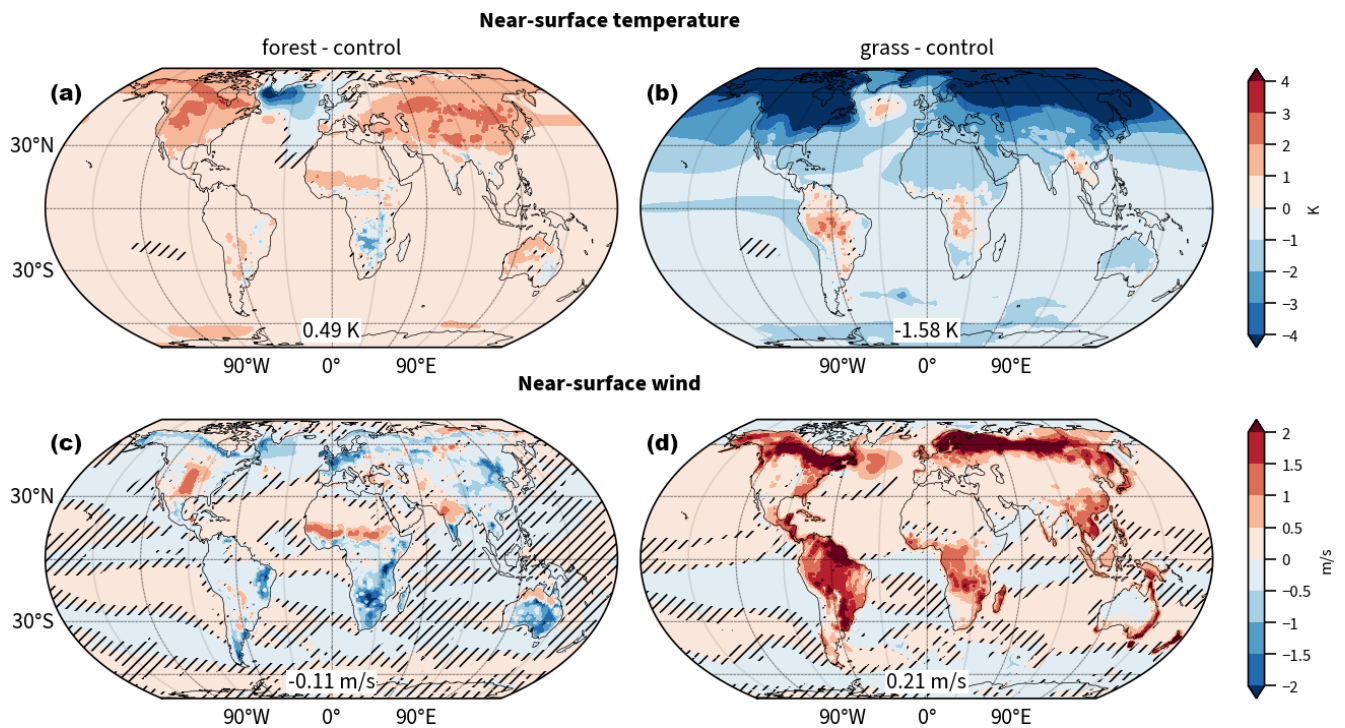 Near-surface temperature
forest - control
grass - control
(a)
(b)
30°N
30°S
0.49 K
-1.58 K
90°W 0° 90°E
90°W 0° 90°E
4
3
2
1
0
−1
−2
−3
−4
K
Near-surface wind
(c)
(d)
30°N
30°S
-0.11 m/s
0.21 m/s
90°W 0° 90°E
90°W 0° 90°E
2
1.5
1
0.5
0
−0.5
−1
−1.5
−2
m/s